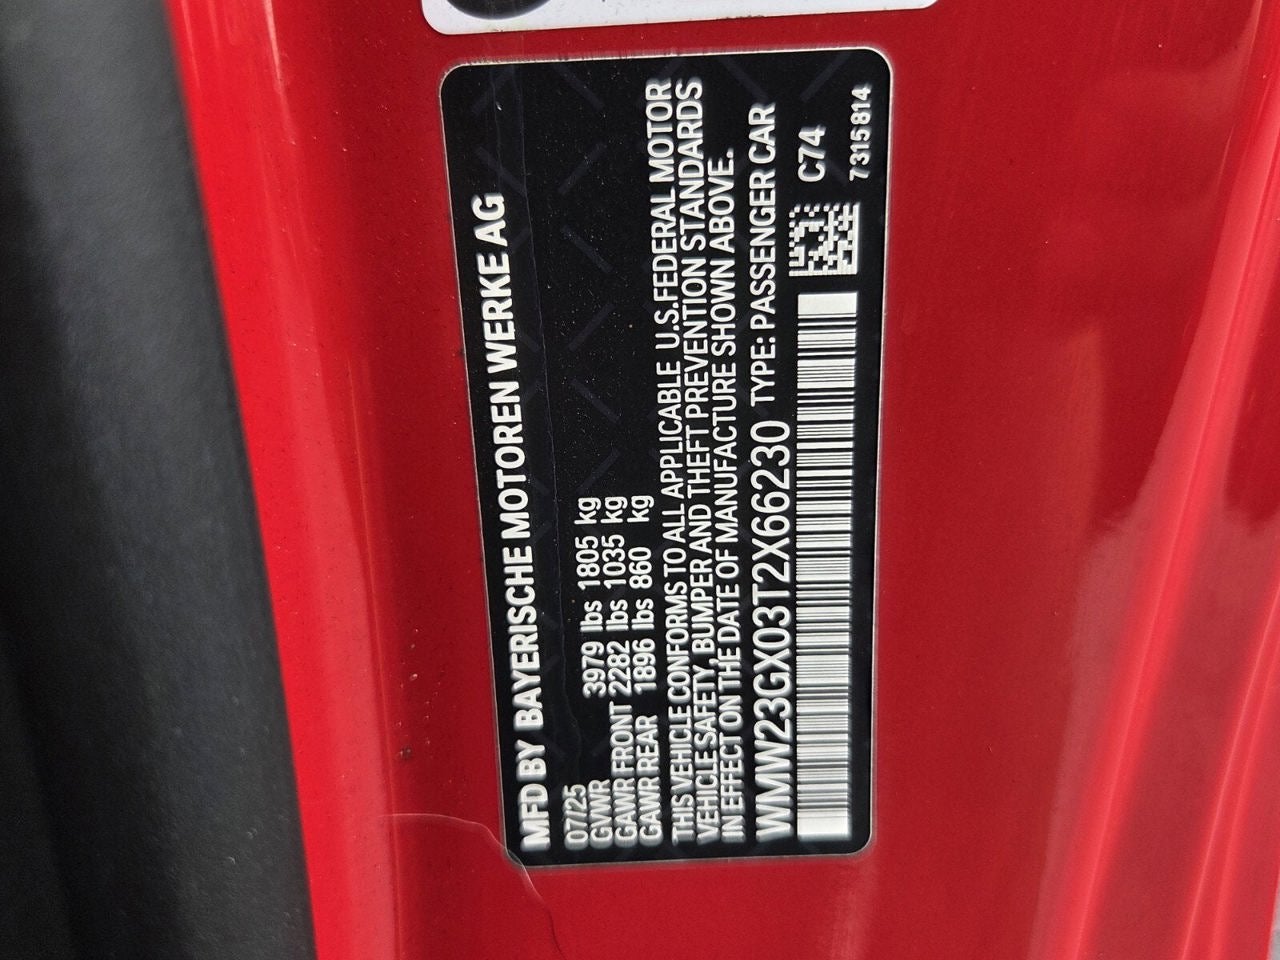 MFD BY BAYERISCHE MOTOREN WERKE AG
07/25
GVWR 3979 lbs 1805 kg
GAWR FRONT 2282 lbs 1035 kg
GAWR REAR 1896 lbs 860 kg
THIS VEHICLE CONFORMS TO ALL APPLICABLE U.S.FEDERAL MOTOR
VEHICLE SAFETY, BUMPER AND THEFT PREVENTION STANDARDS
IN EFFECT ON THE DATE OF MANUFACTURE SHOWN ABOVE.
WMW23GX03T2X66230 TYPE: PASSENGER CAR
C74
7315814